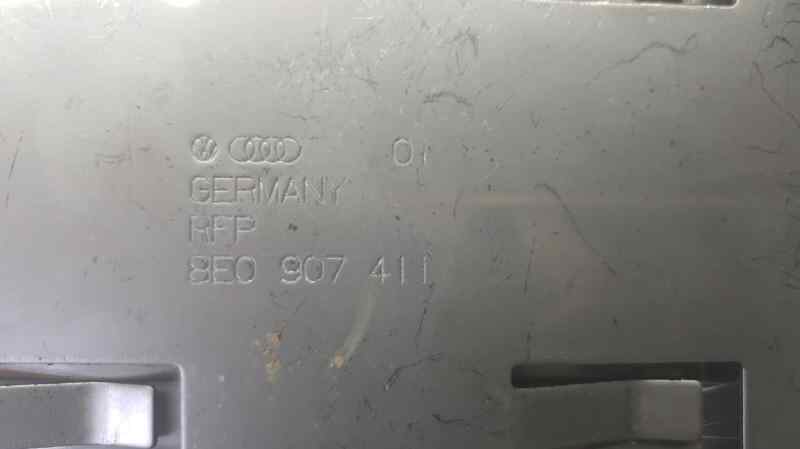 01
GERMANY
RFP
8E0 907 411